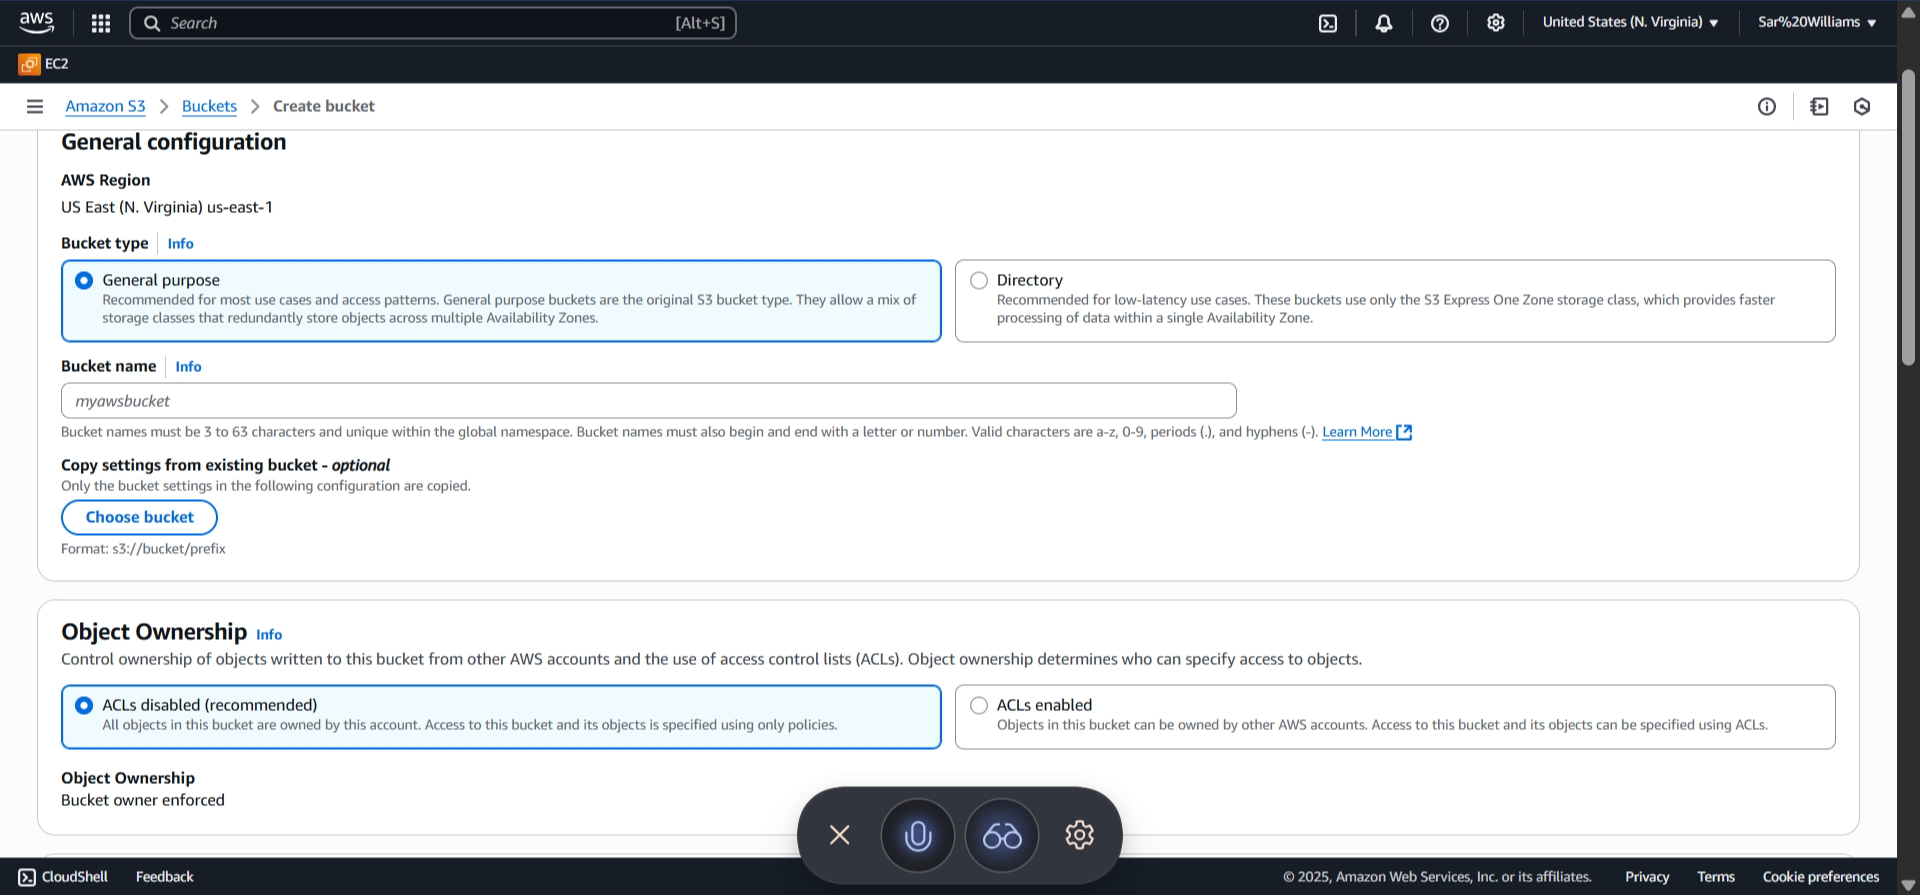 aws
Search
[Alt+S]
United States (N. Virginia)
Sar%20Williams
EC2
Amazon S3
Buckets
Create bucket
General configuration
AWS Region
US East (N. Virginia) us-east-1
Bucket type
Info
General purpose
Recommended for most use cases and access patterns. General purpose buckets are the original S3 bucket type. They allow a mix of
storage classes that redundantly store objects across multiple Availability Zones.
Directory
Recommended for low-latency use cases. These buckets use only the S3 Express One Zone storage class, which provides faster
processing of data within a single Availability Zone.
Bucket name
Info
myawsbucket
Bucket names must be 3 to 63 characters and unique within the global namespace. Bucket names must also begin and end with a letter or number. Valid characters are a-z, 0-9, periods (.), and hyphens (-). Learn More
Copy settings from existing bucket - optional
Only the bucket settings in the following configuration are copied.
Choose bucket
Format: s3://bucket/prefix
Object Ownership
Info
Control ownership of objects written to this bucket from other AWS accounts and the use of access control lists (ACLs). Object ownership determines who can specify access to objects.
ACLs disabled (recommended)
All objects in this bucket are owned by this account. Access to this bucket and its objects is specified using only policies.
ACLs enabled
Objects in this bucket can be owned by other AWS accounts. Access to this bucket and its objects can be specified using ACLs.
Object Ownership
Bucket owner enforced
CloudShell
Feedback
© 2025, Amazon Web Services, Inc. or its affiliates.
Privacy
Terms
Cookie preferences